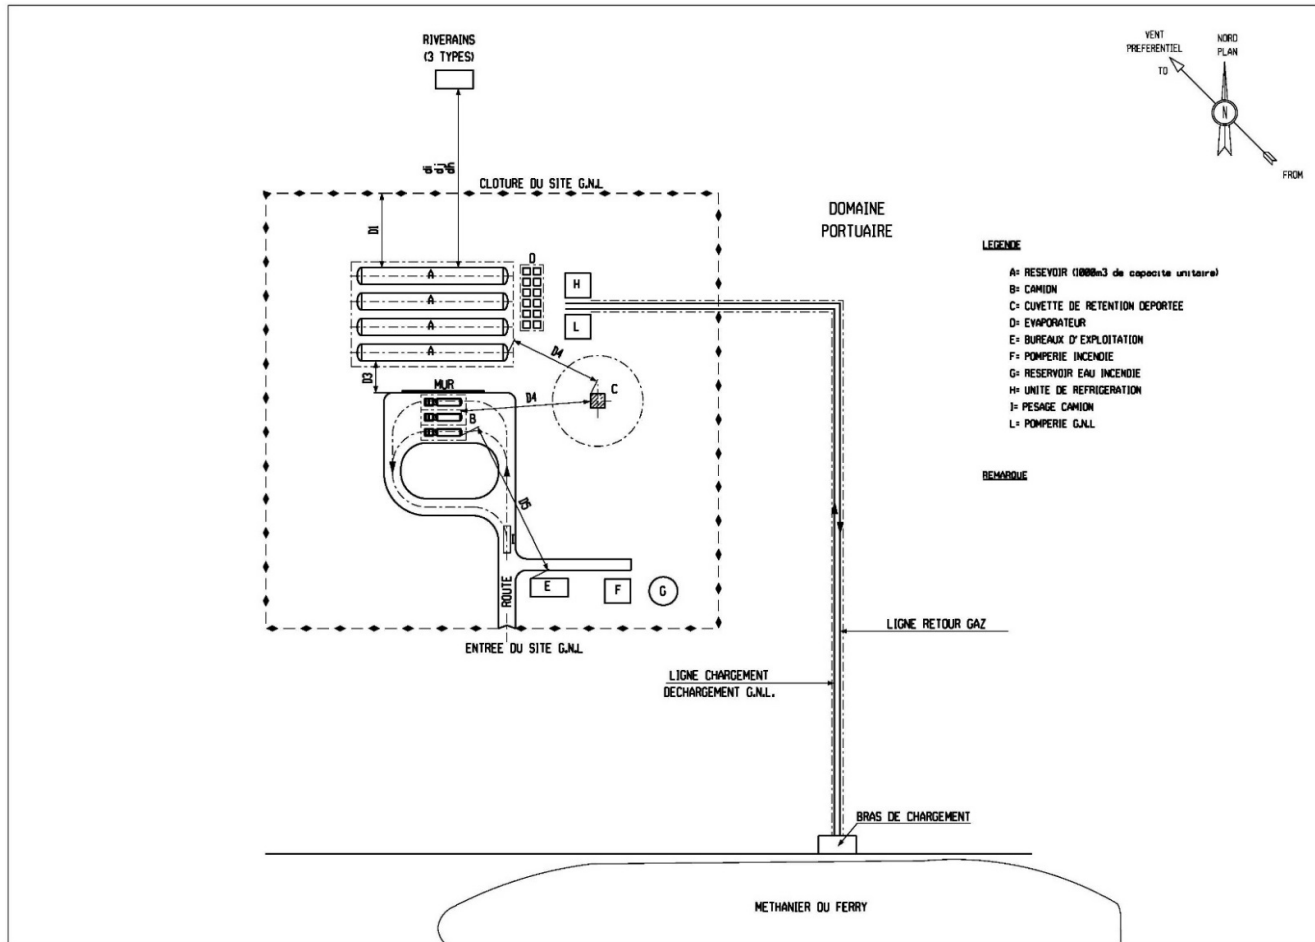 RIVERAINS
(3 TYPES)
VENT
PREFERENTIEL
TO
NORD
PLAN
N
FROM
CLOTURE DU SITE G.N.L
D1
DOMAINE
PORTUAIRE
LEGENDE
A= RESEVOIR (1000m3 de capacite unitaire)
B= CAMION
C= CUVETTE DE RETENTION DEPORTEE
D= EVAPORATEUR
E= BUREAUX D'EXPLOITATION
F= POMPERIE INCENDIE
G= RESERVOIR EAU INCENDIE
H= UNITE DE REFRIGERATION
I= PESAGE CAMION
L= POMPERIE G.N.L
REMARQUE
A
A
A
A
D
H
L
D3
D4
MUR
D4
C
B
D5
I
ROUTE
E
F
G
ENTREE DU SITE G.N.L
LIGNE RETOUR GAZ
LIGNE CHARGEMENT
DECHARGEMENT G.N.L.
BRAS DE CHARGEMENT
METHANIER OU FERRY